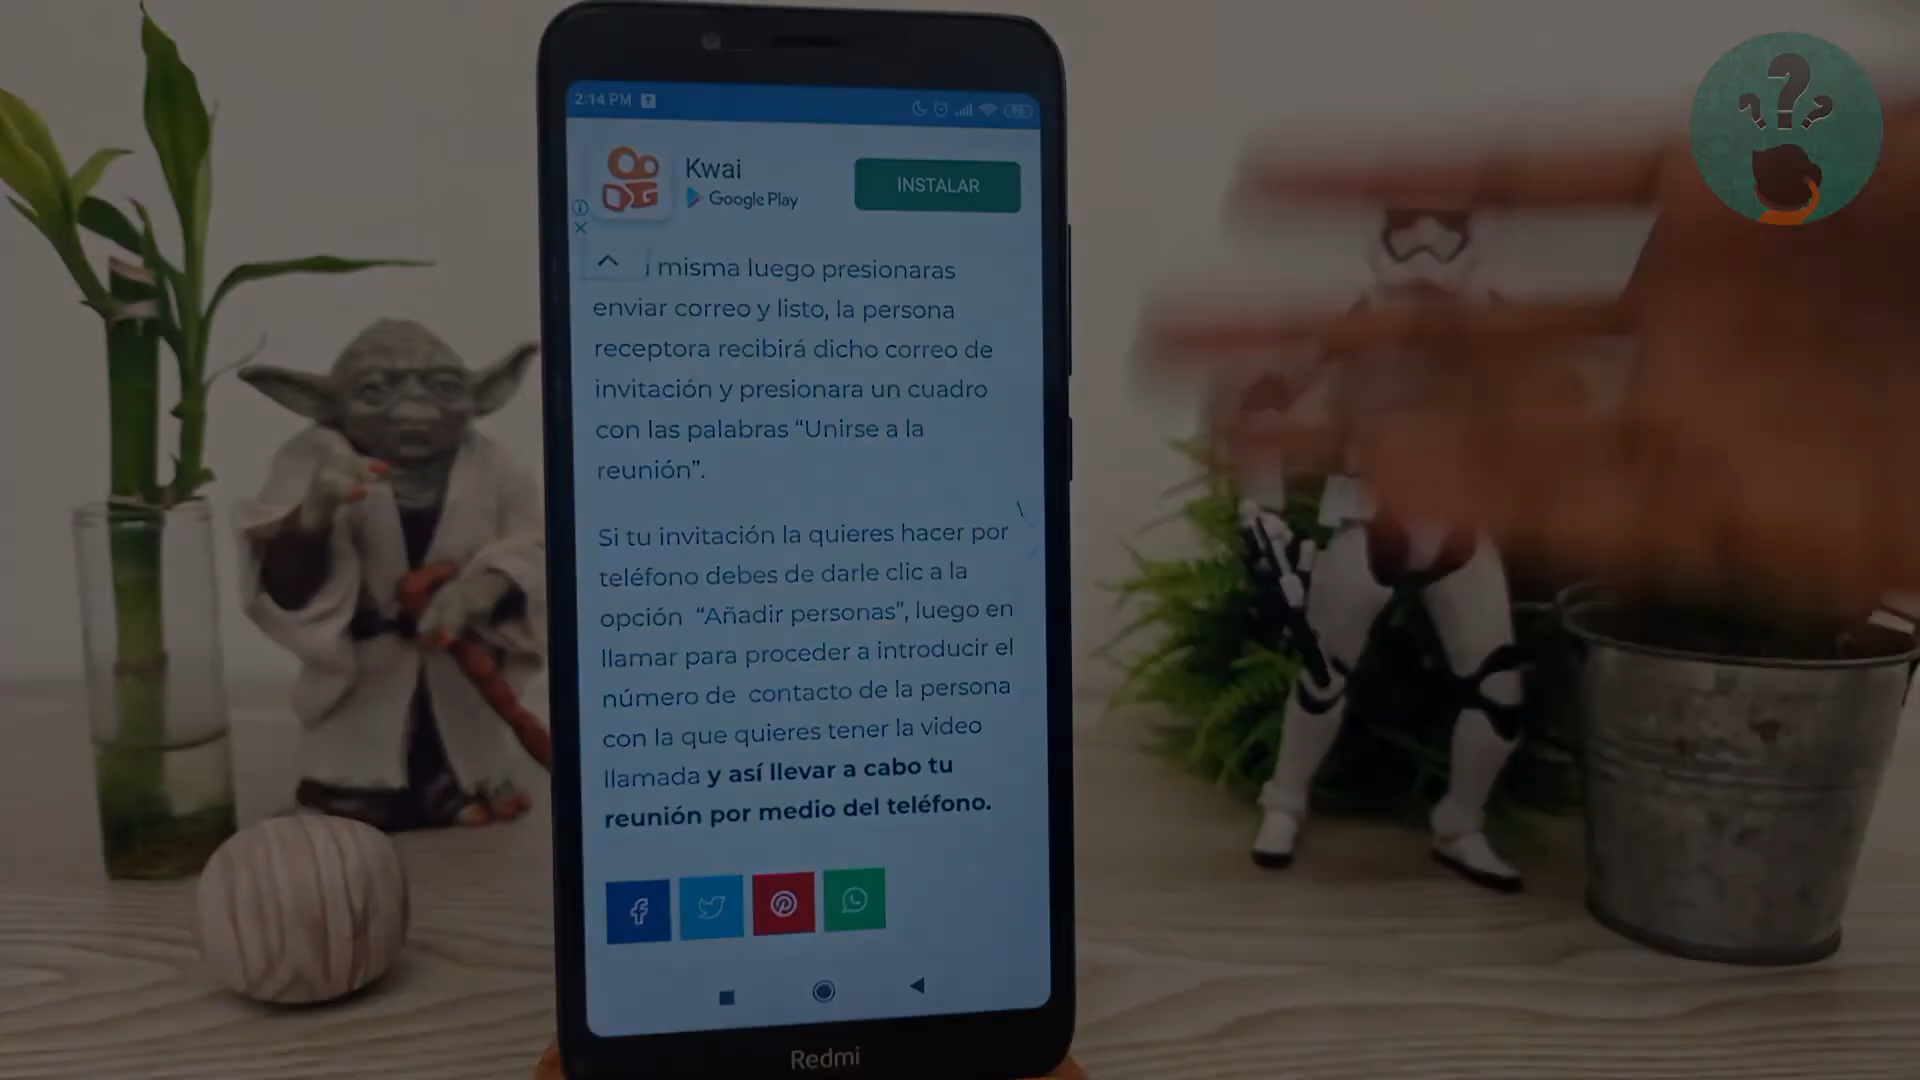 2:14 PM
Kwai
Google Play
INSTALAR
misma luego presionaras
enviar correo y listo, la persona
receptora recibirá dicho correo de
invitación y presionara un cuadro
con las palabras “Unirse a la
reunión”.
Si tu invitación la quieres hacer por
teléfono debes de darle clic a la
opción “Añadir personas”, luego en
llamar para proceder a introducir el
número de contacto de la persona
con la que quieres tener la video
llamada y así llevar a cabo tu
reunión por medio del teléfono.
Redmi